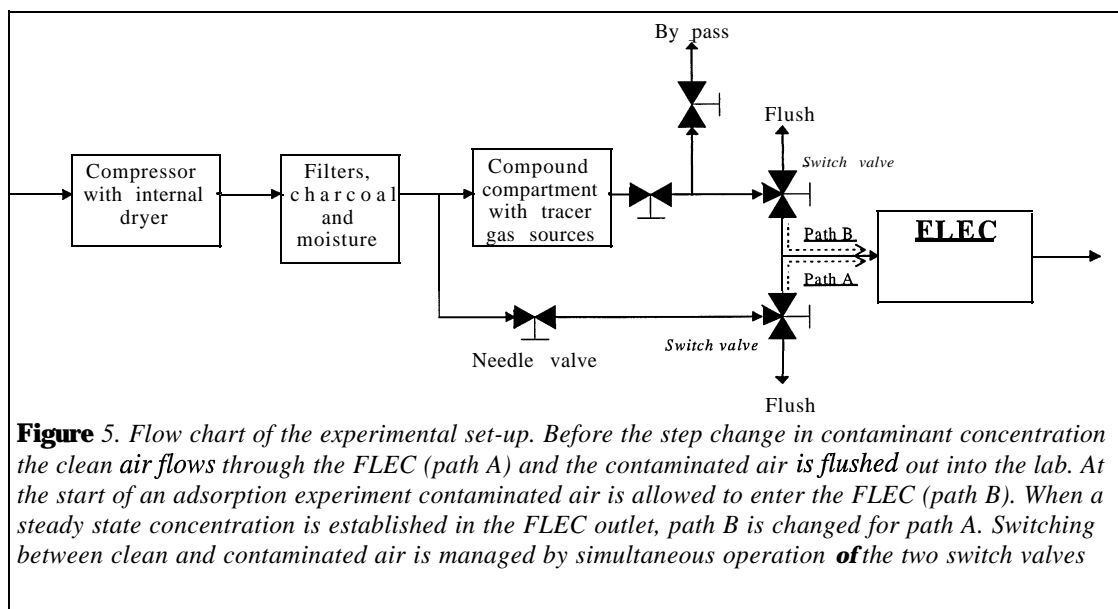 By pass
Flush
Switch valve
Compressor
with internal
dryer
Filters,
charcoal
and
moisture
Compound
compartment
with tracer
gas sources
Path B
Path A
FLEC
Needle valve
Switch valve
Flush
Figure 5. Flow chart of the experimental set-up. Before the step change in contaminant concentration
the clean air flows through the FLEC (path A) and the contaminated air is flushed out into the lab. At
the start of an adsorption experiment contaminated air is allowed to enter the FLEC (path B). When a
steady state concentration is established in the FLEC outlet, path B is changed for path A. Switching
between clean and contaminated air is managed by simultaneous operation of the two switch valves